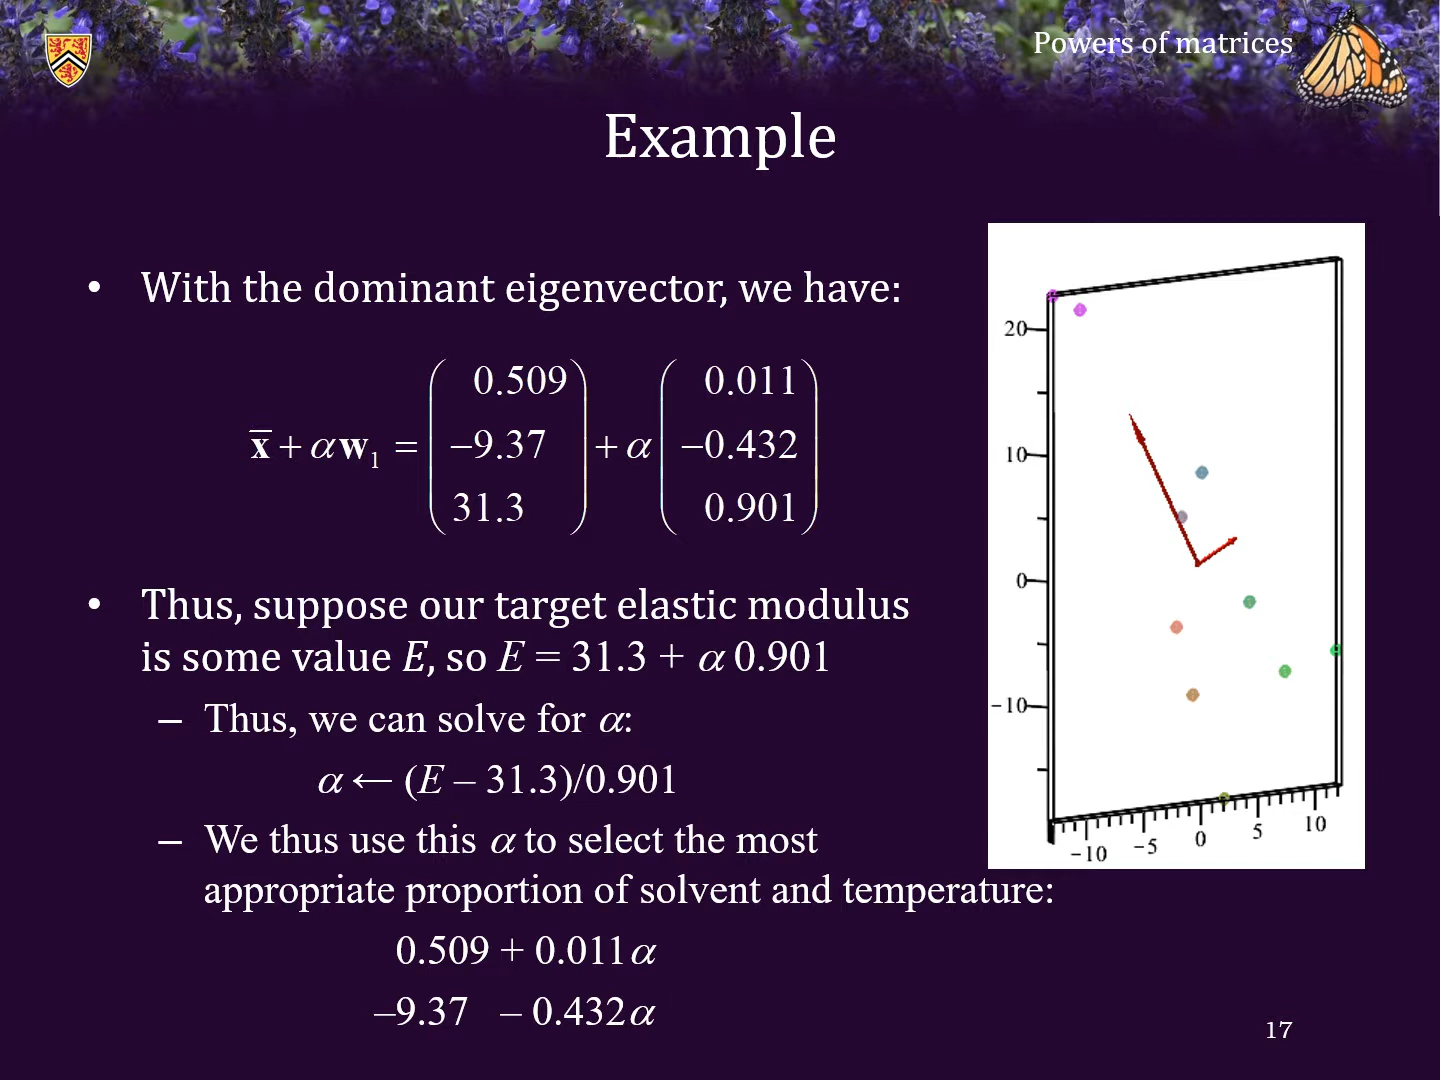 Powers of matrices
Example
• With the dominant eigenvector, we have:
x̄ + αw₁ = (0.509 −9.37 31.3) + α (0.011 −0.432 0.901)
• Thus, suppose our target elastic modulus
is some value E, so E = 31.3 + α 0.901
– Thus, we can solve for α:
α ← (E – 31.3)/0.901
– We thus use this α to select the most
appropriate proportion of solvent and temperature:
0.509 + 0.011α
–9.37 – 0.432α
20
10
0
−10
−10 −5 0 5 10
17